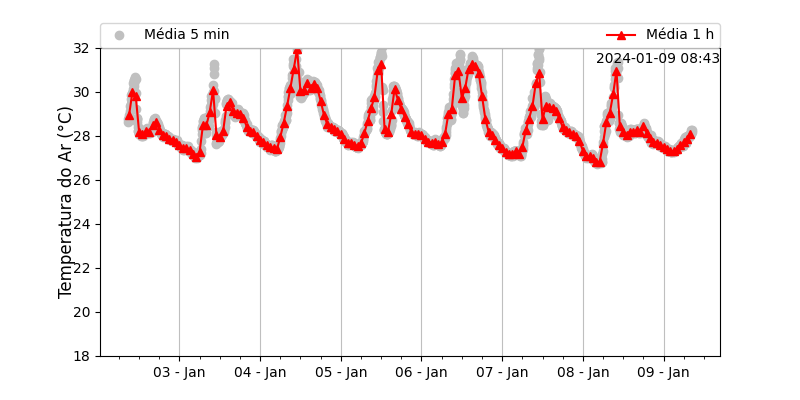 Média 5 min
Média 1 h
2024-01-09 08:43
Temperatura do Ar (°C)
32
30
28
26
24
22
20
18
03 - Jan
04 - Jan
05 - Jan
06 - Jan
07 - Jan
08 - Jan
09 - Jan